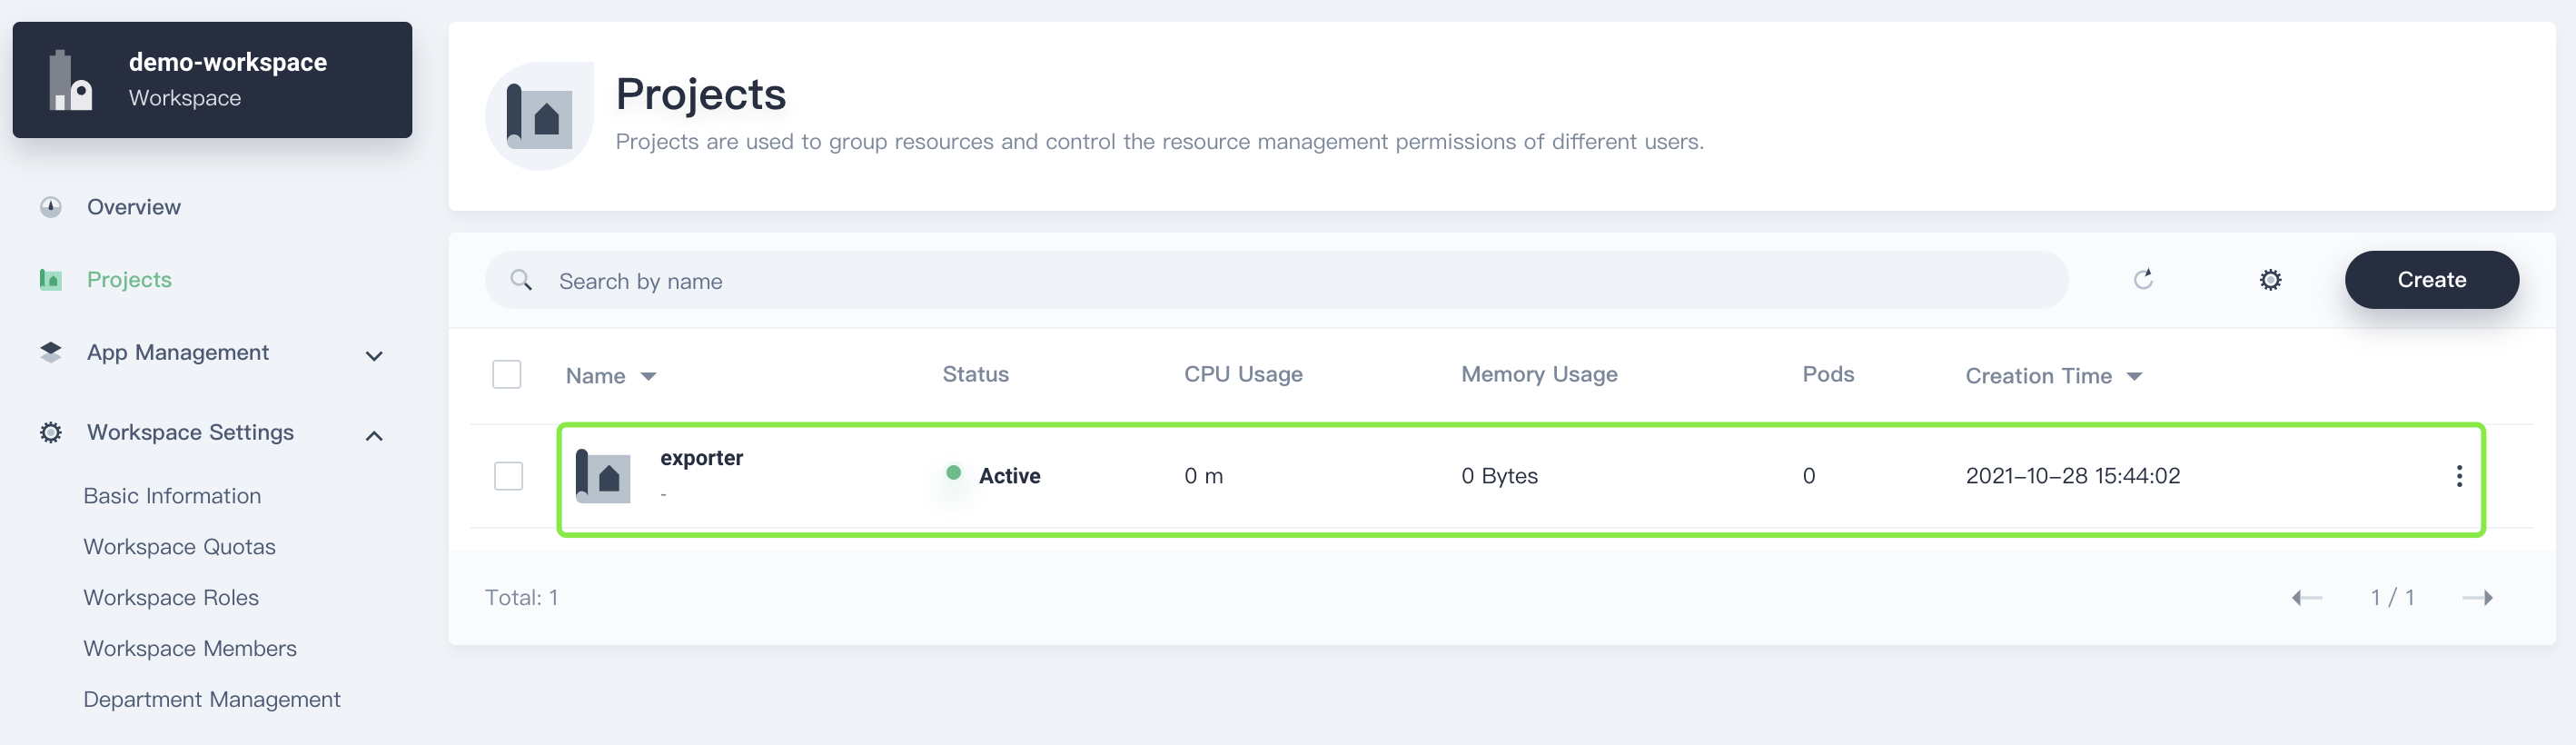 demo-workspace
Workspace
Overview
Projects
App Management
Workspace Settings
Basic Information
Workspace Quotas
Workspace Roles
Workspace Members
Department Management
Projects
Projects are used to group resources and control the resource management permissions of different users.
Search by name
Create
Name Status CPU Usage Memory Usage Pods Creation Time
exporter
-
Active 0 m 0 Bytes 0 2021-10-28 15:44:02
Total: 1
1 / 1